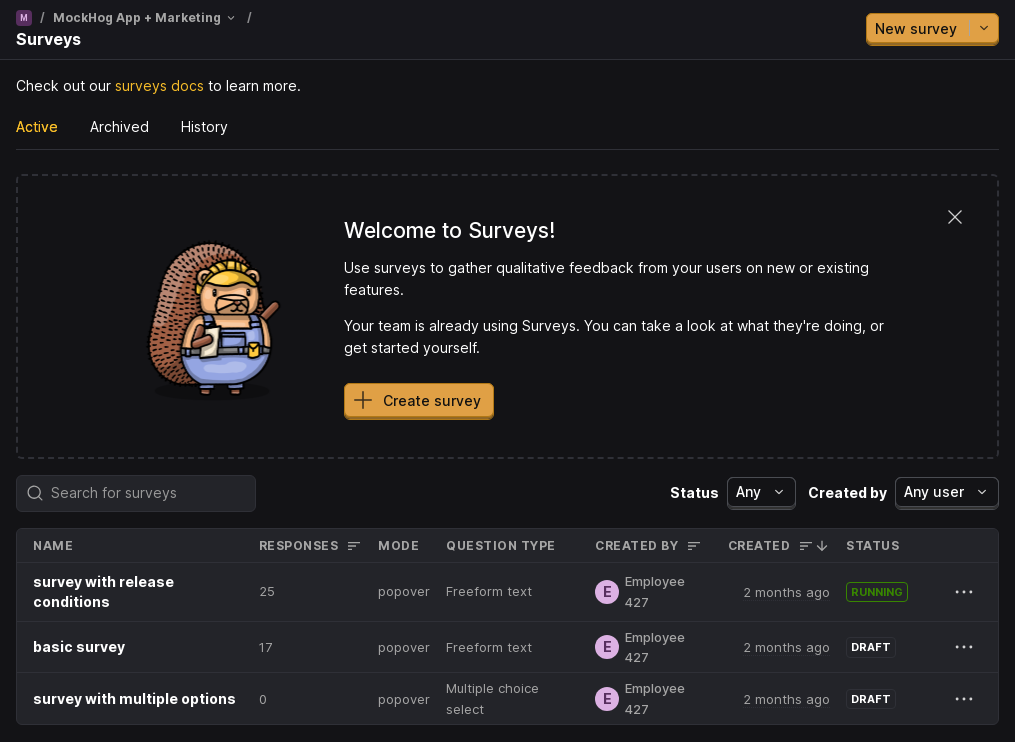 M / MockHog App + Marketing /
Surveys
New survey
Check out our surveys docs to learn more.
Active Archived History
Welcome to Surveys!
Use surveys to gather qualitative feedback from your users on new or existing
features.
Your team is already using Surveys. You can take a look at what they're doing, or
get started yourself.
Create survey
Search for surveys Status Any Created by Any user
NAME RESPONSES MODE QUESTION TYPE CREATED BY CREATED STATUS
survey with release
conditions 25 popover Freeform text E Employee
427 2 months ago RUNNING
basic survey 17 popover Freeform text E Employee
427 2 months ago DRAFT
survey with multiple options 0 popover Multiple choice
select E Employee
427 2 months ago DRAFT